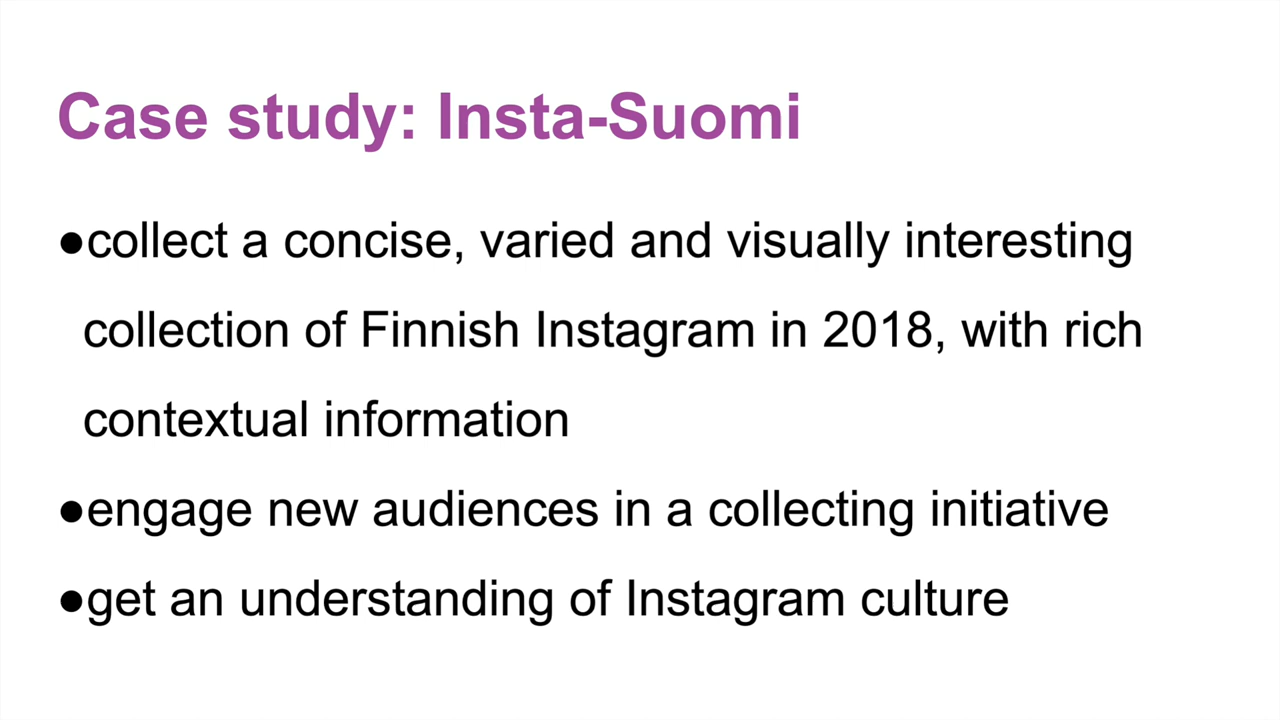 Case study: Insta-Suomi
●collect a concise, varied and visually interesting
collection of Finnish Instagram in 2018, with rich
contextual information
●engage new audiences in a collecting initiative
●get an understanding of Instagram culture